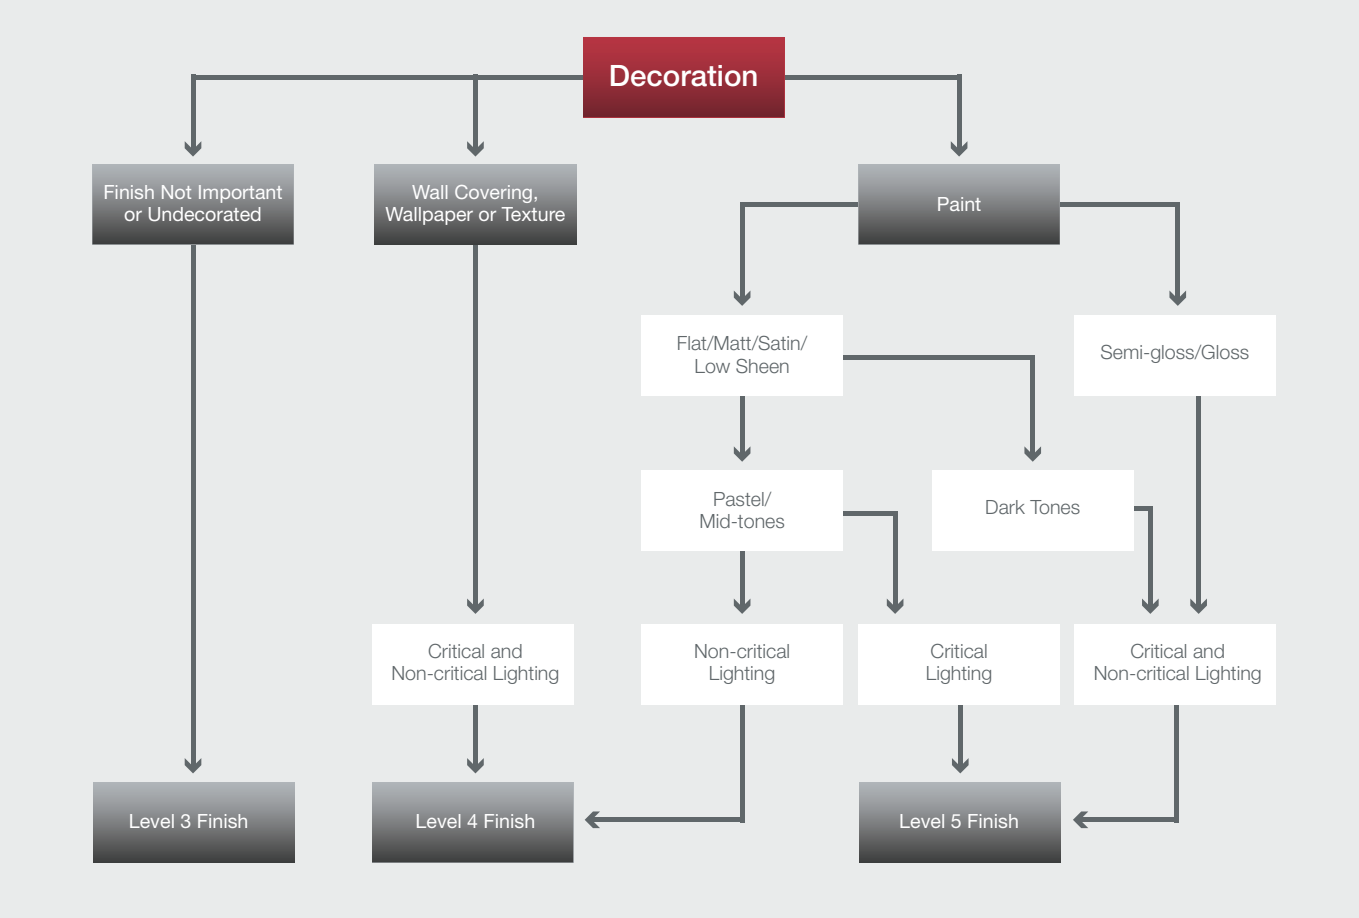 Decoration
Finish Not Important
or Undecorated
Wall Covering,
Wallpaper or Texture
Paint
Flat/Matt/Satin/
Low Sheen
Semi-gloss/Gloss
Pastel/
Mid-tones
Dark Tones
Critical and
Non-critical Lighting
Non-critical
Lighting
Critical
Lighting
Critical and
Non-critical Lighting
Level 3 Finish
Level 4 Finish
Level 5 Finish